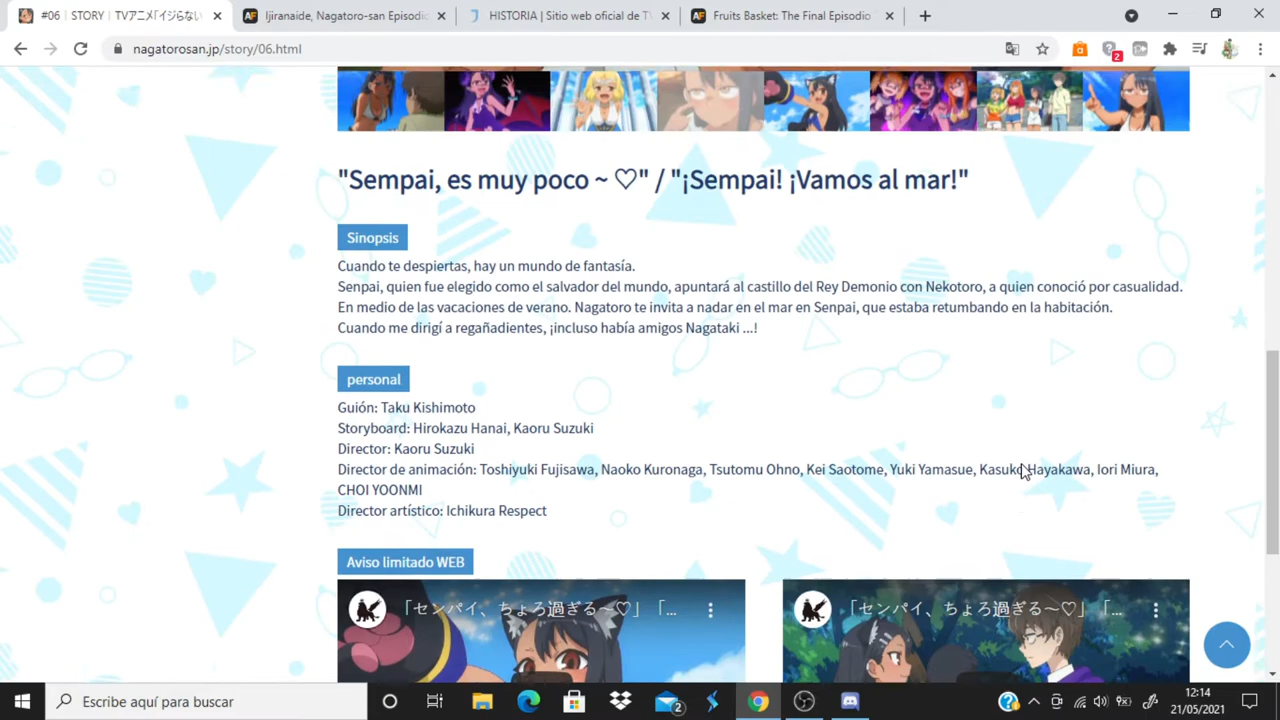 #06 | STORY | TVアニメ「イジらない
Ijiranaide, Nagatoro-san Episodic
HISTORIA | Sitio web oficial de TV
Fruits Basket: The Final Episodio
nagatorosan.jp/story/06.html
2
"Sempai, es muy poco ~ ♡" / "¡Sempai! ¡Vamos al mar!"
Sinopsis
Cuando te despiertas, hay un mundo de fantasía.
Senpai, quien fue elegido como el salvador del mundo, apuntará al castillo del Rey Demonio con Nekotoro, a quien conoció por casualidad.
En medio de las vacaciones de verano. Nagatoro te invita a nadar en el mar en Senpai, que estaba retumbando en la habitación.
Cuando me dirigí a regañadientes, ¡incluso había amigos Nagataki ...!
personal
Guión: Taku Kishimoto
Storyboard: Hirokazu Hanai, Kaoru Suzuki
Director: Kaoru Suzuki
Director de animación: Toshiyuki Fujisawa, Naoko Kuronaga, Tsutomu Ohno, Kei Saotome, Yuki Yamasue, Kasuko Hayakawa, Iori Miura,
CHOI YOONMI
Director artístico: Ichikura Respect
Aviso limitado WEB
「センパイ、ちょろ過ぎる〜♡」「...
「センパイ、ちょろ過ぎる〜♡」「...
Escribe aquí para buscar
2
12:14
21/05/2021